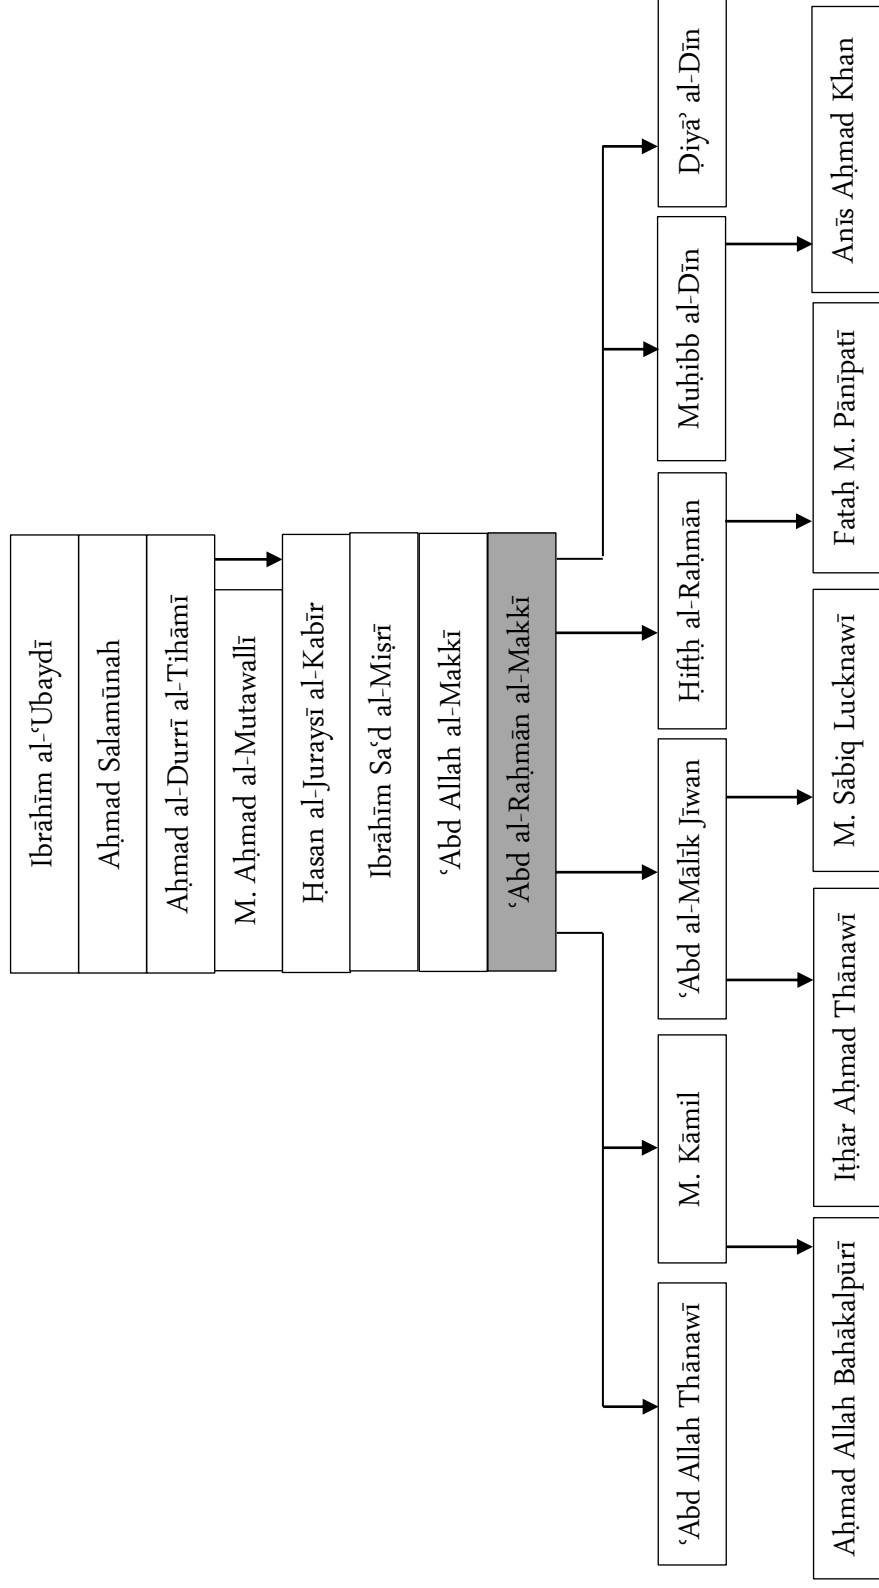 Ibrāhīm al-ʿUbaydī
Aḥmad Salamūnah
Aḥmad al-Durrī al-Tihāmī
M. Aḥmad al-Mutawallī
Ḥasan al-Juraysī al-Kabīr
Ibrāhīm Saʿd al-Miṣrī
ʿAbd Allah al-Makkī
ʿAbd al-Raḥmān al-Makkī
ʿAbd Allah Thānawī
M. Kāmil
ʿAbd al-Mālīk Jīwan
Ḥifṭḥ al-Raḥmān
Muḥibb al-Dīn
Ḍiyāʾ al-Dīn
Aḥmad Allah Bahākalpūrī
Iṭḥār Aḥmad Thānawī
M. Sābiq Lucknawī
Fataḥ M. Pānīpatī
Anīs Aḥmad Khan